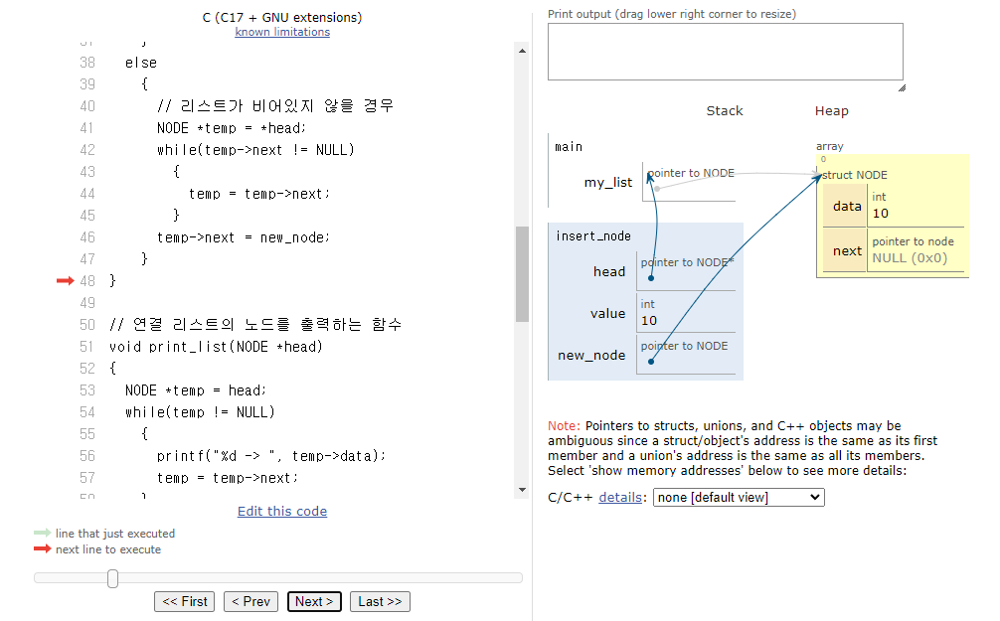 C (C17 + GNU extensions)
known limitations
37 }
38 else
39 {
40 // 리스트가 비어있지 않을 경우
41 NODE *temp = *head;
42 while(temp->next != NULL)
43 {
44 temp = temp->next;
45 }
46 temp->next = new_node;
47 }
48 }
49
50 // 연결 리스트의 노드를 출력하는 함수
51 void print_list(NODE *head)
52 {
53 NODE *temp = head;
54 while(temp != NULL)
55 {
56 printf("%d -> ", temp->data);
57 temp = temp->next;
58 }
Edit this code
line that just executed
next line to execute
<< First
< Prev
Next >
Last >>
Print output (drag lower right corner to resize)
Stack
Heap
main
my_list
pointer to NODE
insert_node
head
pointer to NODE*
value
int
10
new_node
pointer to NODE
array
0
struct NODE
data
int
10
next
pointer to node
NULL (0x0)
Note: Pointers to structs, unions, and C++ objects may be
ambiguous since a struct/object's address is the same as its first
member and a union's address is the same as all its members.
Select 'show memory addresses' below to see more details:
C/C++ details: none [default view]